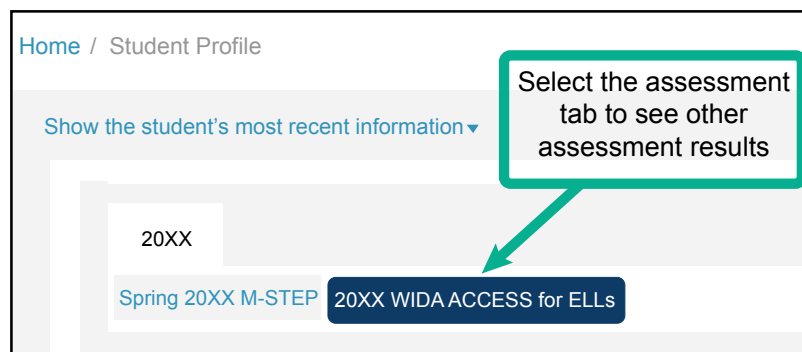 Home / Student Profile
Select the assessment
tab to see other
assessment results
Show the student's most recent information
20XX
Spring 20XX M-STEP
20XX WIDA ACCESS for ELLs